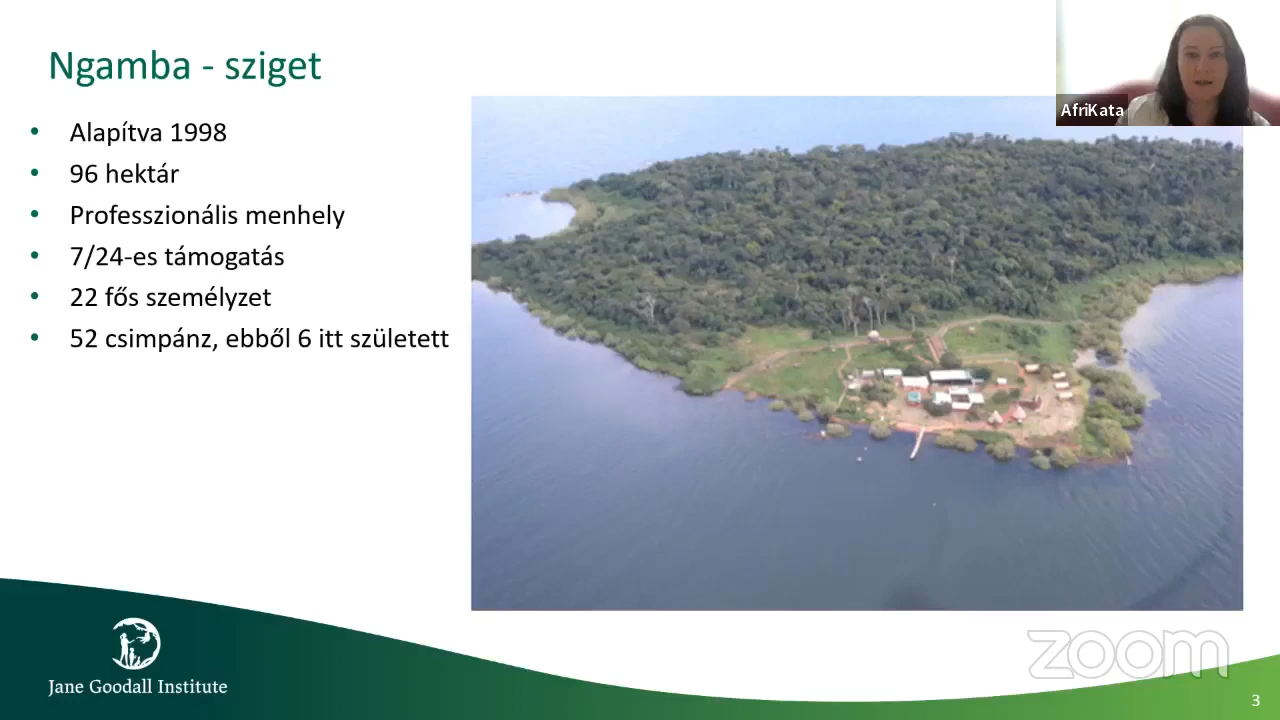 Ngamba - sziget
AfriKata
• Alapítva 1998
• 96 hektár
• Professzionális menhely
• 7/24-es támogatás
• 22 fős személyzet
• 52 csimpánz, ebből 6 itt született
Jane Goodall Institute
zoom
3